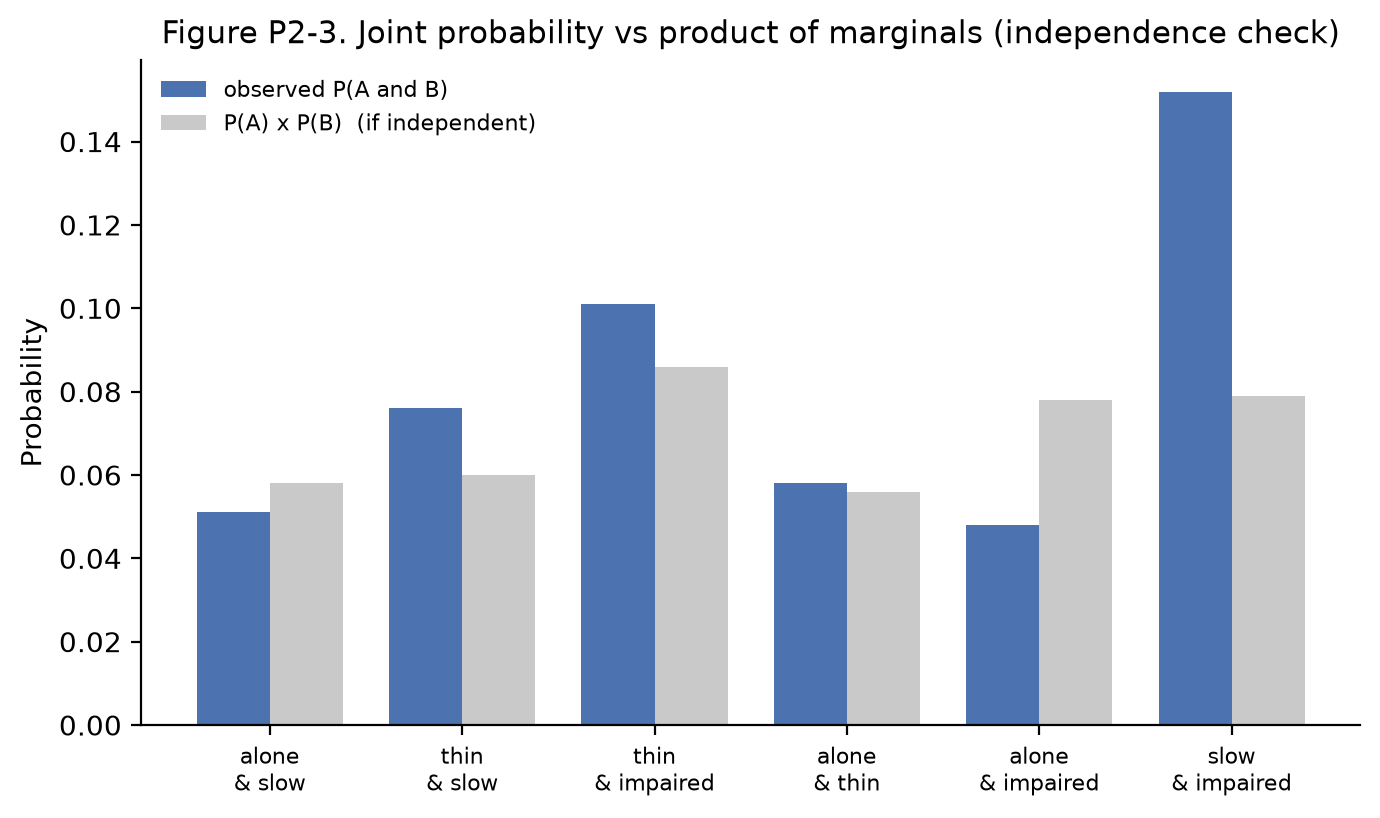 Figure P2-3. Joint probability vs product of marginals (independence check)
observed P(A and B)
P(A) x P(B)  (if independent)
Probability
0.14
0.12
0.10
0.08
0.06
0.04
0.02
0.00
alone
& slow
thin
& slow
thin
& impaired
alone
& thin
alone
& impaired
slow
& impaired